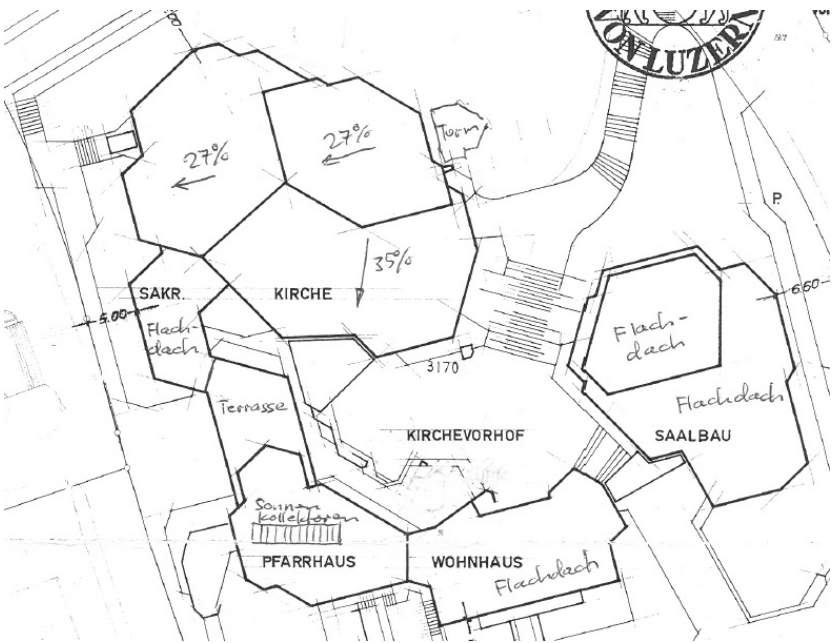 VON LUZERN
Turm
27%
27%
P.
35%
SAKR.
KIRCHE
5.00
6.60
Flach-
dach
Flach-
dach
3170
Terrasse
Flachdach
KIRCHEVORHOF
SAALBAU
Sonnen
kollektoren
PFARRHAUS
WOHNHAUS
Flachdach